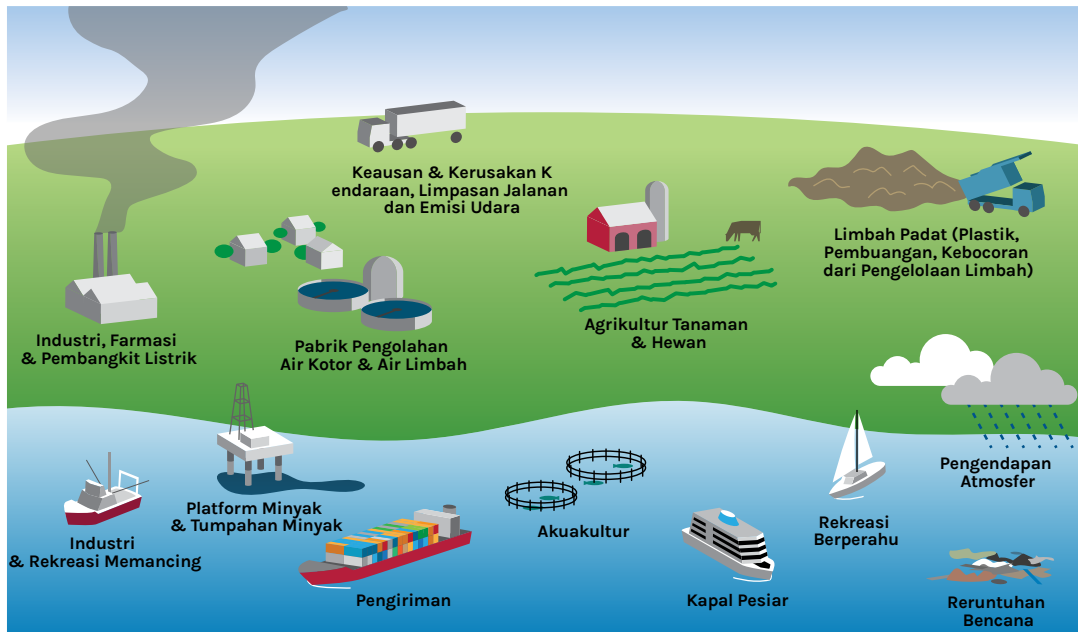 Keausan & Kerusakan K
endaraan, Limpasan Jalanan
dan Emisi Udara
Limbah Padat (Plastik,
Pembuangan, Kebocoran
dari Pengelolaan Limbah)
Industri, Farmasi
& Pembangkit Listrik
Pabrik Pengolahan
Air Kotor & Air Limbah
Agrikultur Tanaman
& Hewan
Pengendapan
Atmosfer
Platform Minyak
& Tumpahan Minyak
Industri
& Rekreasi Memancing
Akuakultur
Rekreasi
Berperahu
Pengiriman
Kapal Pesiar
Reruntuhan
Bencana